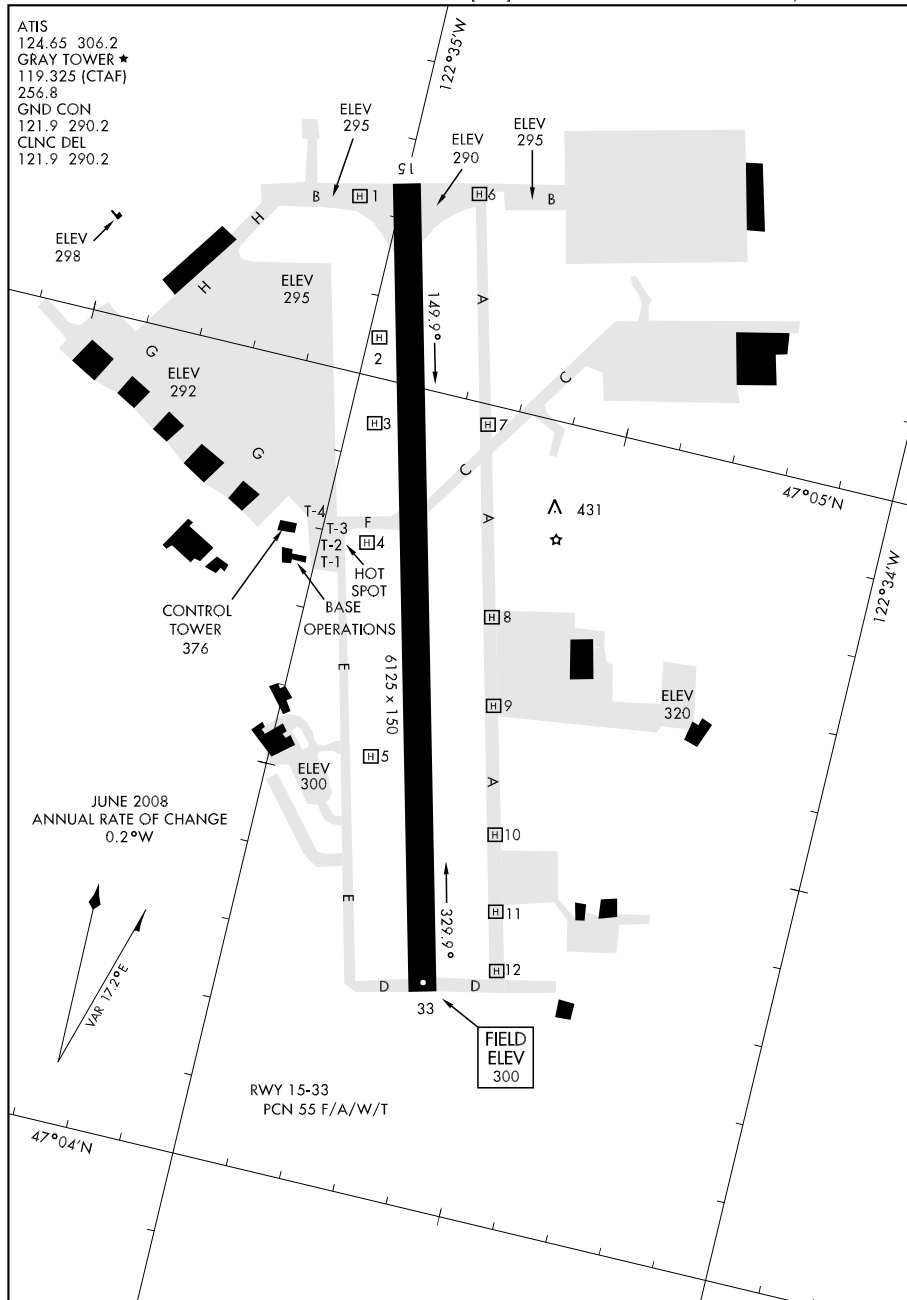 ATIS
124.65 306.2
GRAY TOWER ★
119.325 (CTAF)
256.8
GND CON
121.9 290.2
CLNC DEL
121.9 290.2
122°35'W
ELEV
295
ELEV
290
ELEV
295
15
B
H 1
H 6
B
H
ELEV
298
H
ELEV
295
149.9°
A
H
2
G
ELEV
292
C
H 3
H 7
G
C
47°05'N
T-4
T-3
F
T-2
H 4
T-1
A
431
HOT
SPOT
CONTROL
TOWER
376
BASE
OPERATIONS
122°34'W
H 8
E
6125 x 150
H 9
ELEV
320
H 5
ELEV
300
A
JUNE 2008
ANNUAL RATE OF CHANGE
0.2°W
H 10
E
329.9°
H 11
VAR 17.2°E
H 12
D
D
33
FIELD
ELEV
300
RWY 15-33
PCN 55 F/A/W/T
47°04'N